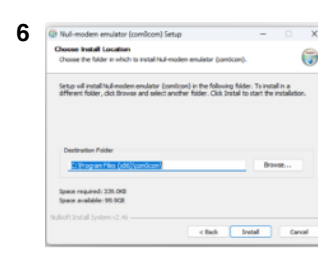 6
Null-modem emulator (com0com) Setup
Choose Install Location
Choose the folder in which to install Null-modem emulator (com0com).
Setup will install Null-modem emulator (com0com) in the following folder. To install in a
different folder, click Browse and select another folder. Click Install to start the installation.
Destination Folder
C:\Program Files (x86)\com0com
Browse...
Space required: 339.0KB
Space available: 99.9GB
Nullsoft Install System v2.46
< Back
Install
Cancel